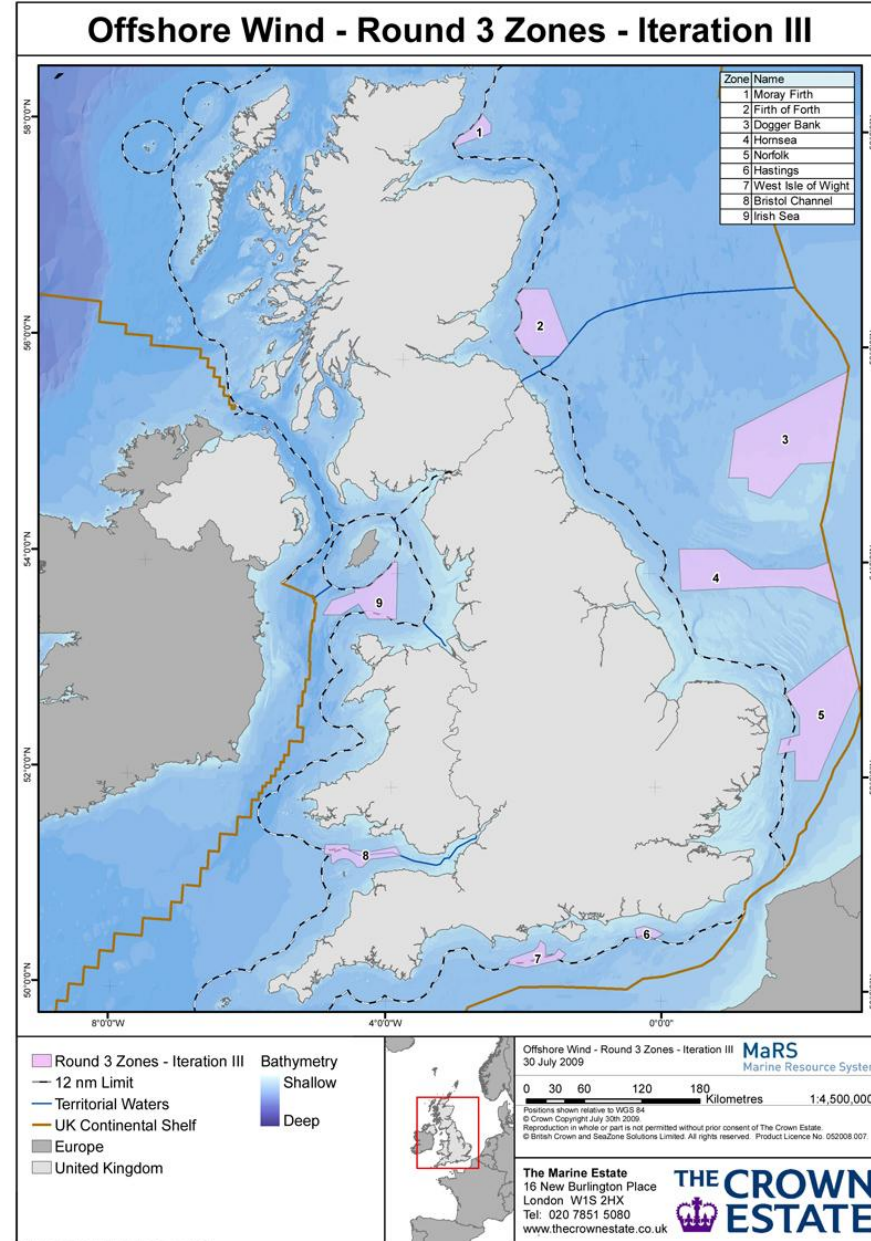 Offshore Wind - Round 3 Zones - Iteration III
Zone Name
1 Moray Firth
2 Firth of Forth
3 Dogger Bank
4 Hornsea
5 Norfolk
6 Hastings
7 West Isle of Wight
8 Bristol Channel
9 Irish Sea
58°0'0"N
56°0'0"N
54°0'0"N
52°0'0"N
50°0'0"N
1
2
3
4
5
6
7
8
9
8°0'0"W 4°0'0"W 0°0'0"
Round 3 Zones - Iteration III
12 nm Limit
Territorial Waters
UK Continental Shelf
Europe
United Kingdom
Bathymetry
Shallow
Deep
Offshore Wind - Round 3 Zones - Iteration III
30 July 2009
MaRS
Marine Resource System
0 30 60 120 180
Kilometres
1:4,500,000
Positions shown relative to WGS 84
© Crown Copyright July 30th 2009.
Reproduction in whole or part is not permitted without prior consent of The Crown Estate.
© British Crown and SeaZone Solutions Limited. All rights reserved. Product Licence No. 052008.007.
The Marine Estate
16 New Burlington Place
London W1S 2HX
Tel: 020 7851 5080
www.thecrownestate.co.uk
THE CROWN
ESTATE